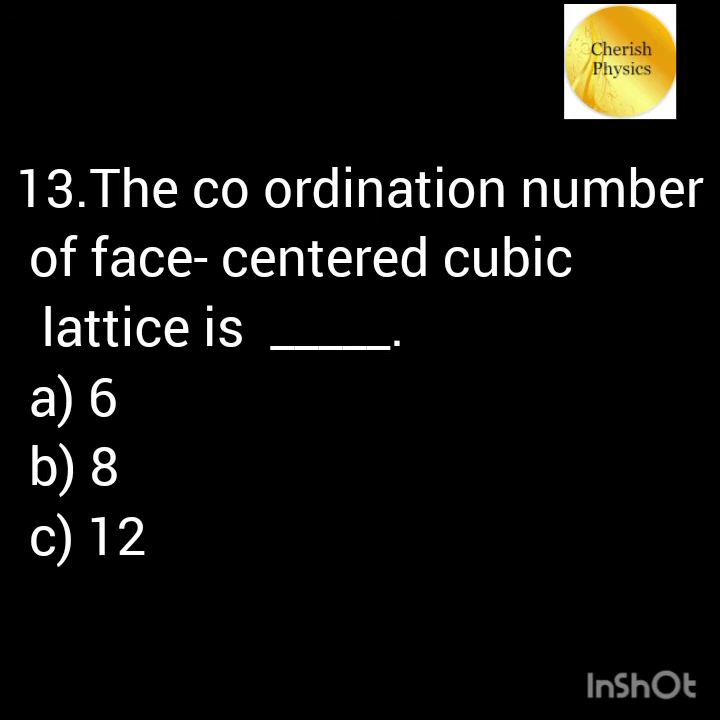 Cherish
Physics
13.The co ordination number
of face- centered cubic
lattice is _____.
a) 6
b) 8
c) 12
InShOt